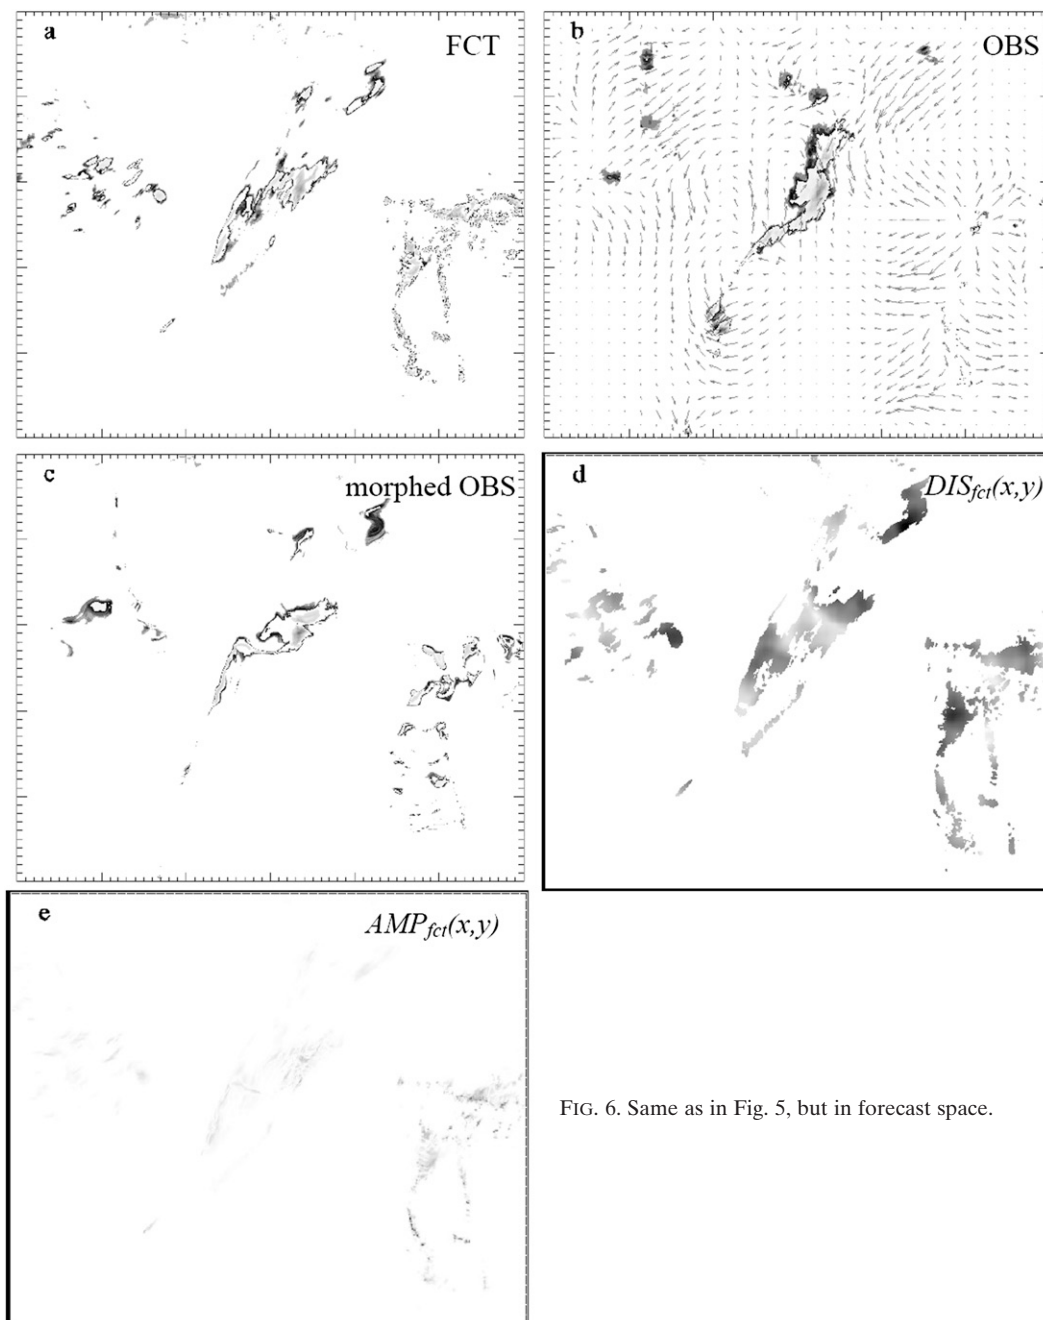 a
FCT
b
OBS
c
morphed OBS
d
DISfct(x,y)
e
AMPfct(x,y)
FIG. 6. Same as in Fig. 5, but in forecast space.